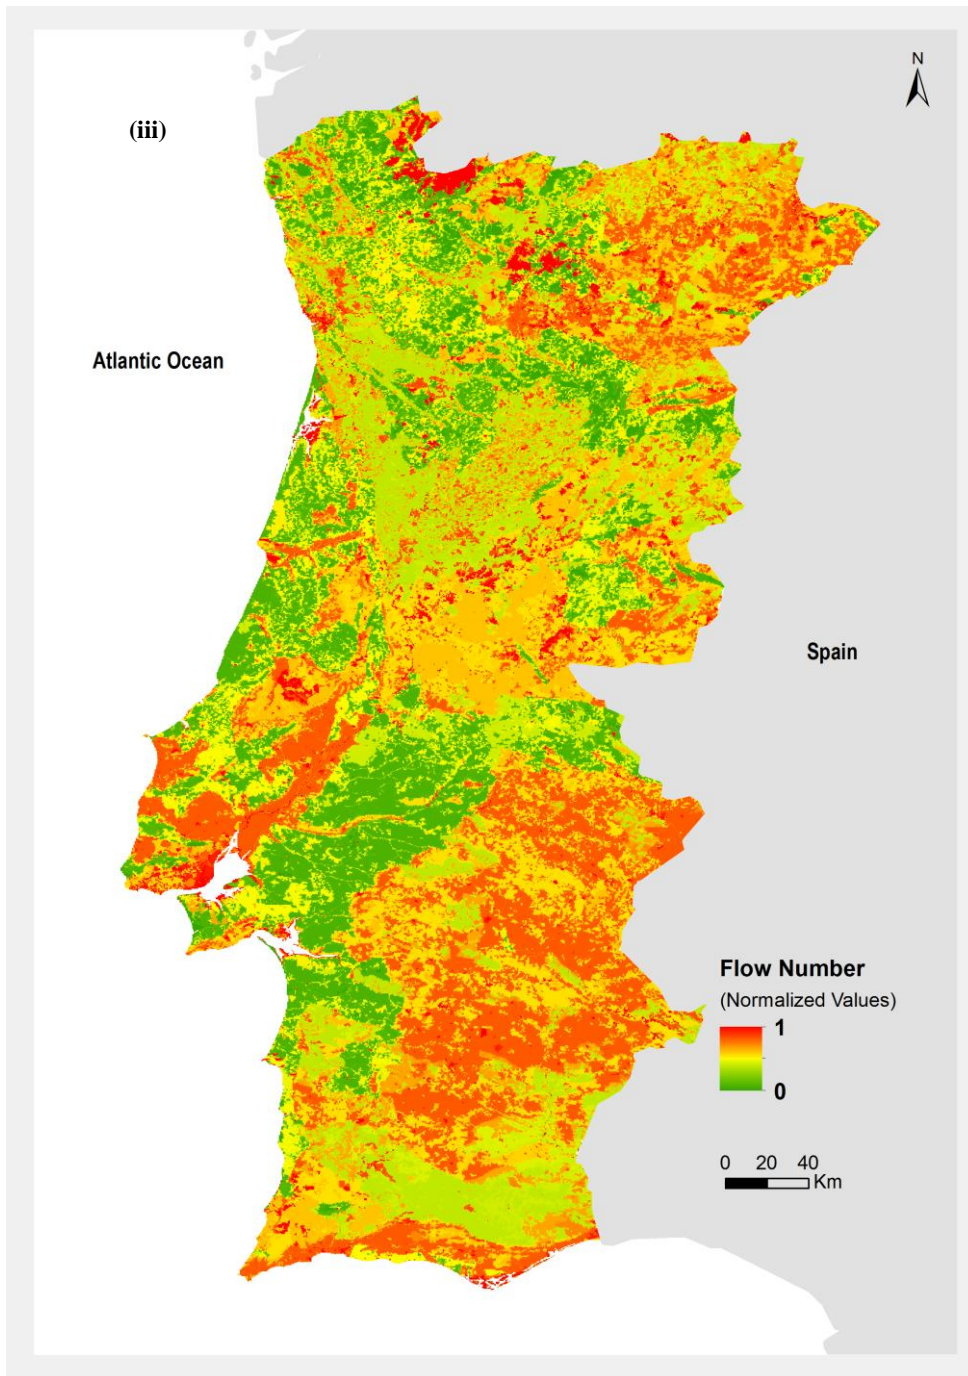 N
(iii)
Atlantic Ocean
Spain
Flow Number
(Normalized Values)
1
0
0 20 40
Km